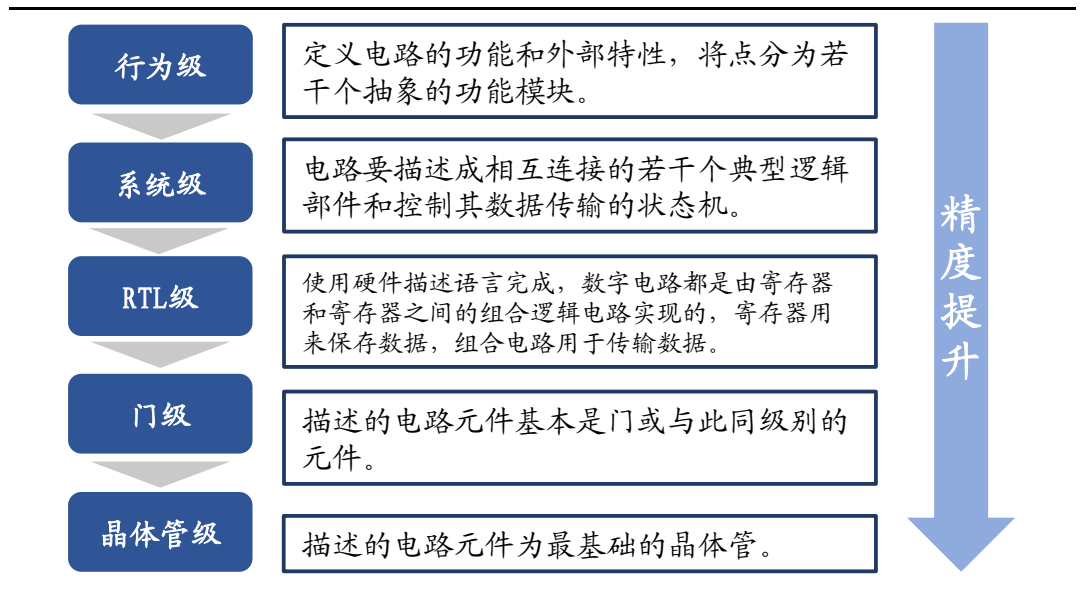 行为级
定义电路的功能和外部特性，将点分为若
干个抽象的功能模块。
系统级
电路要描述成相互连接的若干个典型逻辑
部件和控制其数据传输的状态机。
RTL级
使用硬件描述语言完成，数字电路都是由寄存器
和寄存器之间的组合逻辑电路实现的，寄存器用
来保存数据，组合电路用于传输数据。
门级
描述的电路元件基本是门或与此同级别的
元件。
晶体管级
描述的电路元件为最基础的晶体管。
精度提升